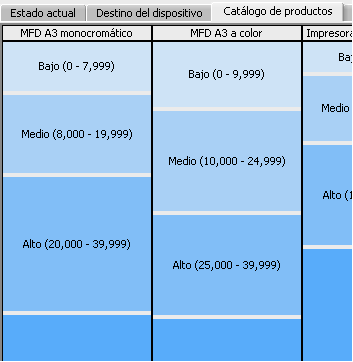 Estado actual
Destino del dispositivo
Catálogo de productos
MFD A3 monocromático
MFD A3 a color
Impresora
Bajo (0 - 7,999)
Bajo (0 - 9,999)
Medio (8,000 - 19,999)
Medio (10,000 - 24,999)
Medio
Alto (20,000 - 39,999)
Alto (25,000 - 39,999)
Alto (1